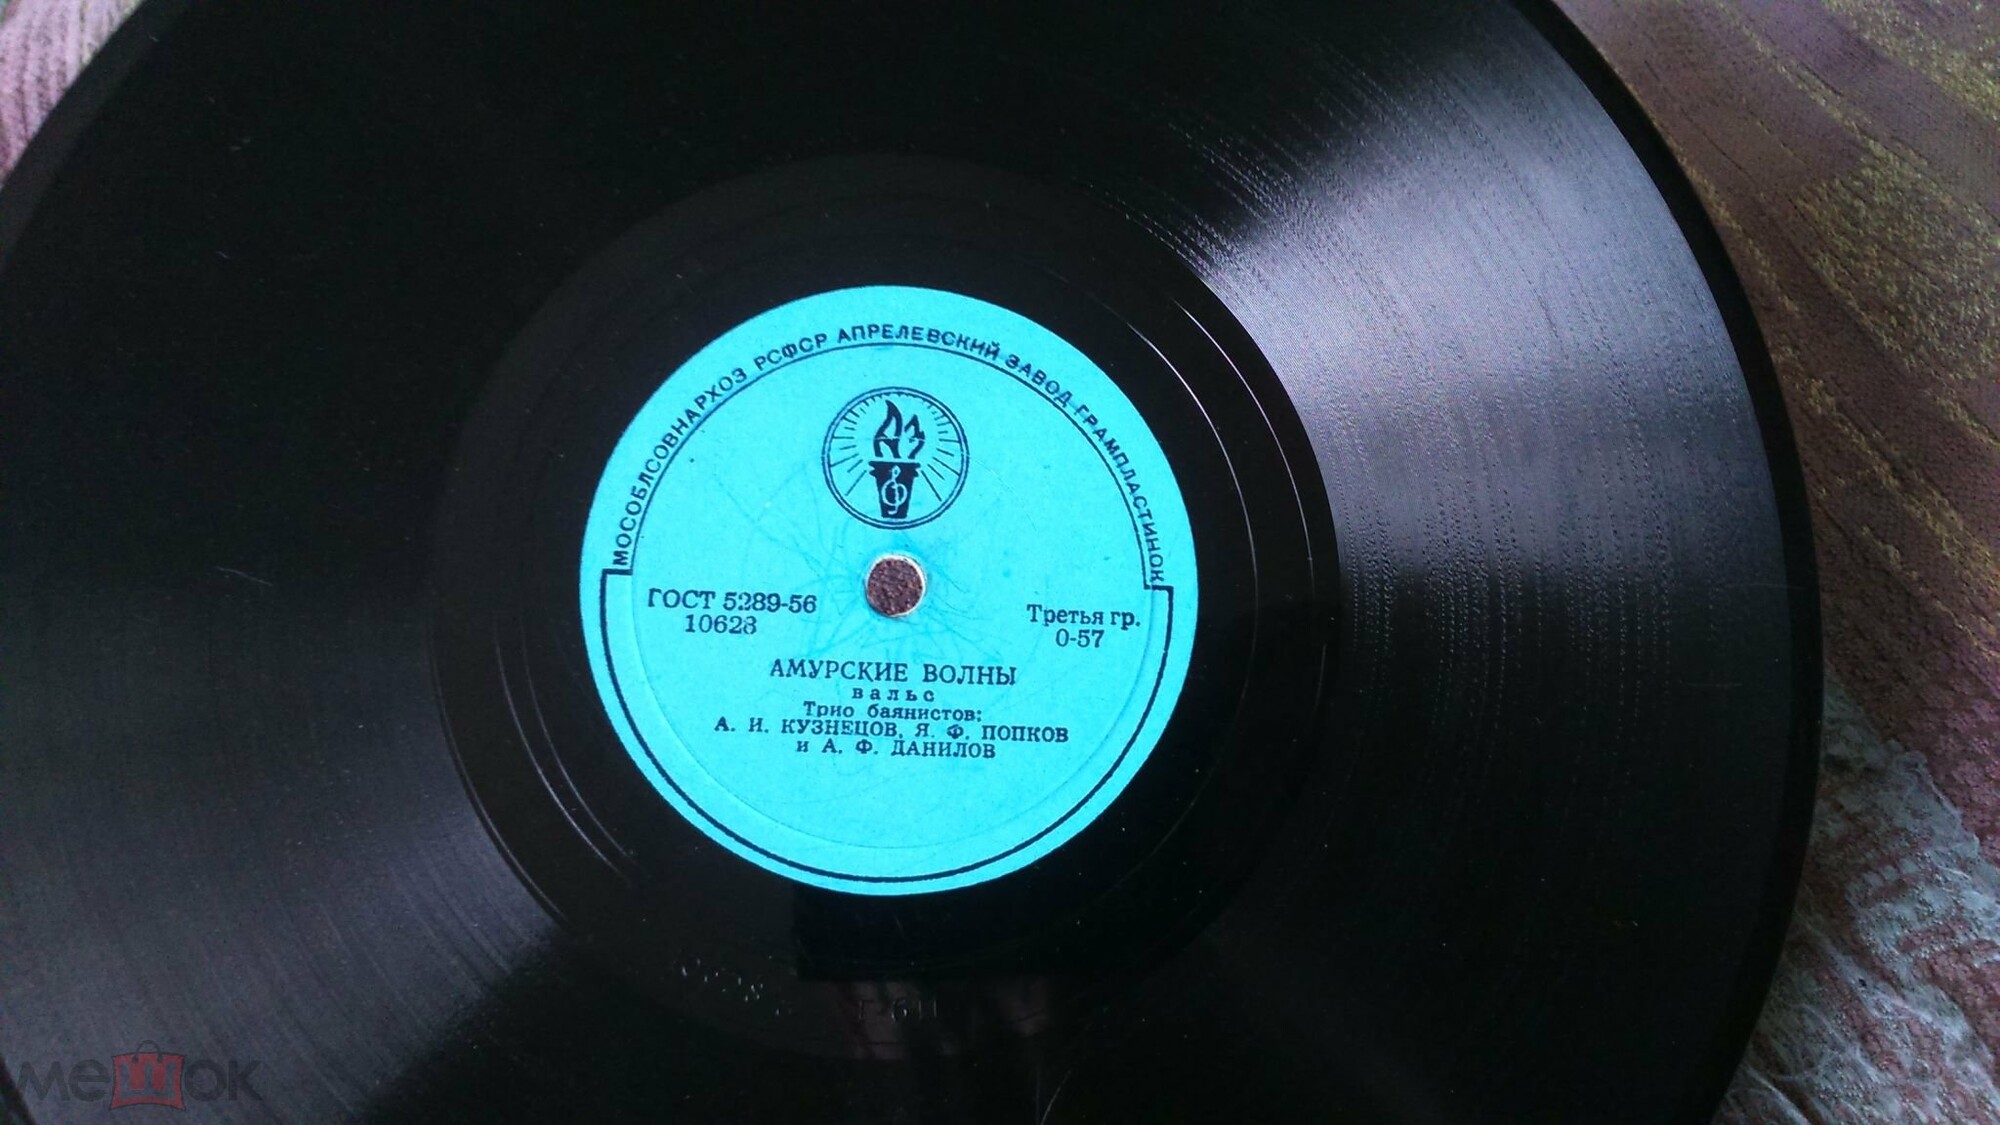 МОСОБЛСОВНАРХОЗ РСФСР АПРЕЛЕВСКИЙ ЗАВОД ГРАМПЛАСТИНОК
ГОСТ 5289-56
10628
Третья гр.
0-57
АМУРСКИЕ ВОЛНЫ
вальс
Трио баянистов:
А. И. КУЗНЕЦОВ, Я. Ф. ПОПКОВ
и А. Ф. ДАНИЛОВ
мешок